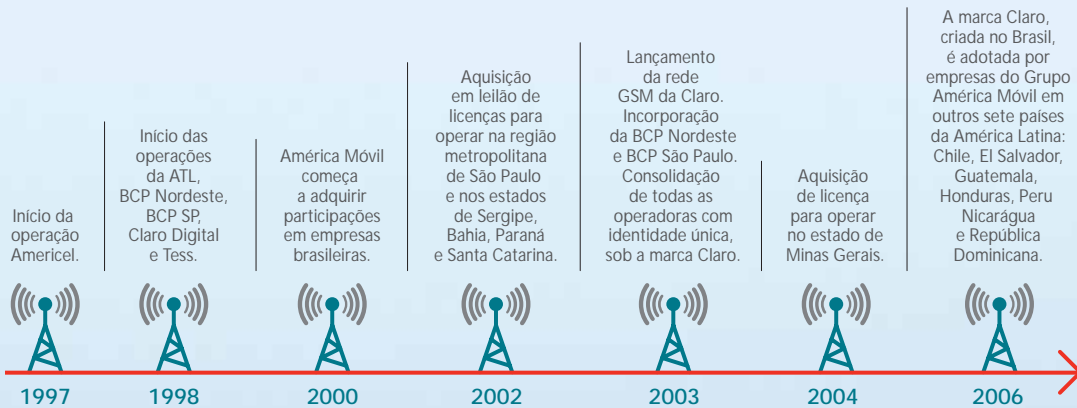 Início da
operação
Americel.
1997
Início das
operações
da ATL,
BCP Nordeste,
BCP SP,
Claro Digital
e Tess.
1998
América Móvil
começa
a adquirir
participações
em empresas
brasileiras.
2000
Aquisição
em leilão de
licenças para
operar na região
metropolitana
de São Paulo
e nos estados
de Sergipe,
Bahia, Paraná
e Santa Catarina.
2002
Lançamento
da rede
GSM da Claro.
Incorporação
da BCP Nordeste
e BCP São Paulo.
Consolidação
de todas as
operadoras com
identidade única,
sob a marca Claro.
2003
Aquisição
de licença
para operar
no estado de
Minas Gerais.
2004
A marca Claro,
criada no Brasil,
é adotada por
empresas do Grupo
América Móvil em
outros sete países
da América Latina:
Chile, El Salvador,
Guatemala,
Honduras, Peru
Nicarágua
e República
Dominicana.
2006